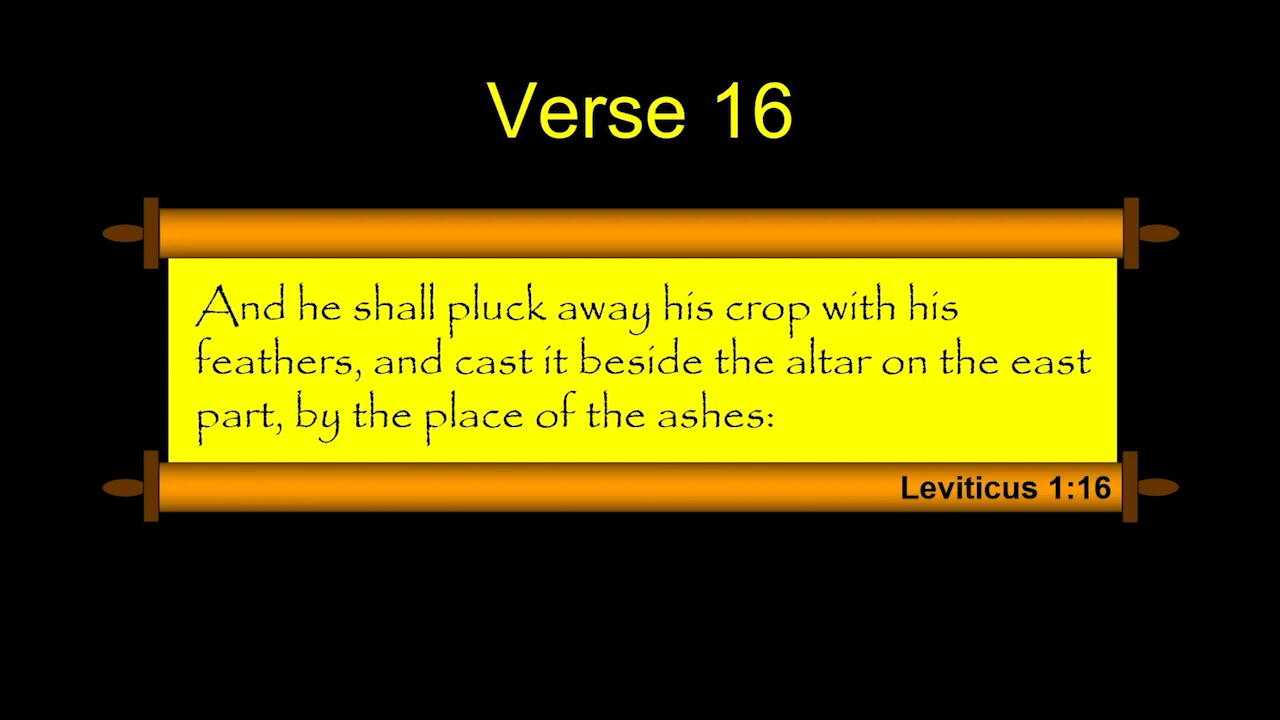 Verse 16
And he shall pluck away his crop with his
feathers, and cast it beside the altar on the east
part, by the place of the ashes:
Leviticus 1:16